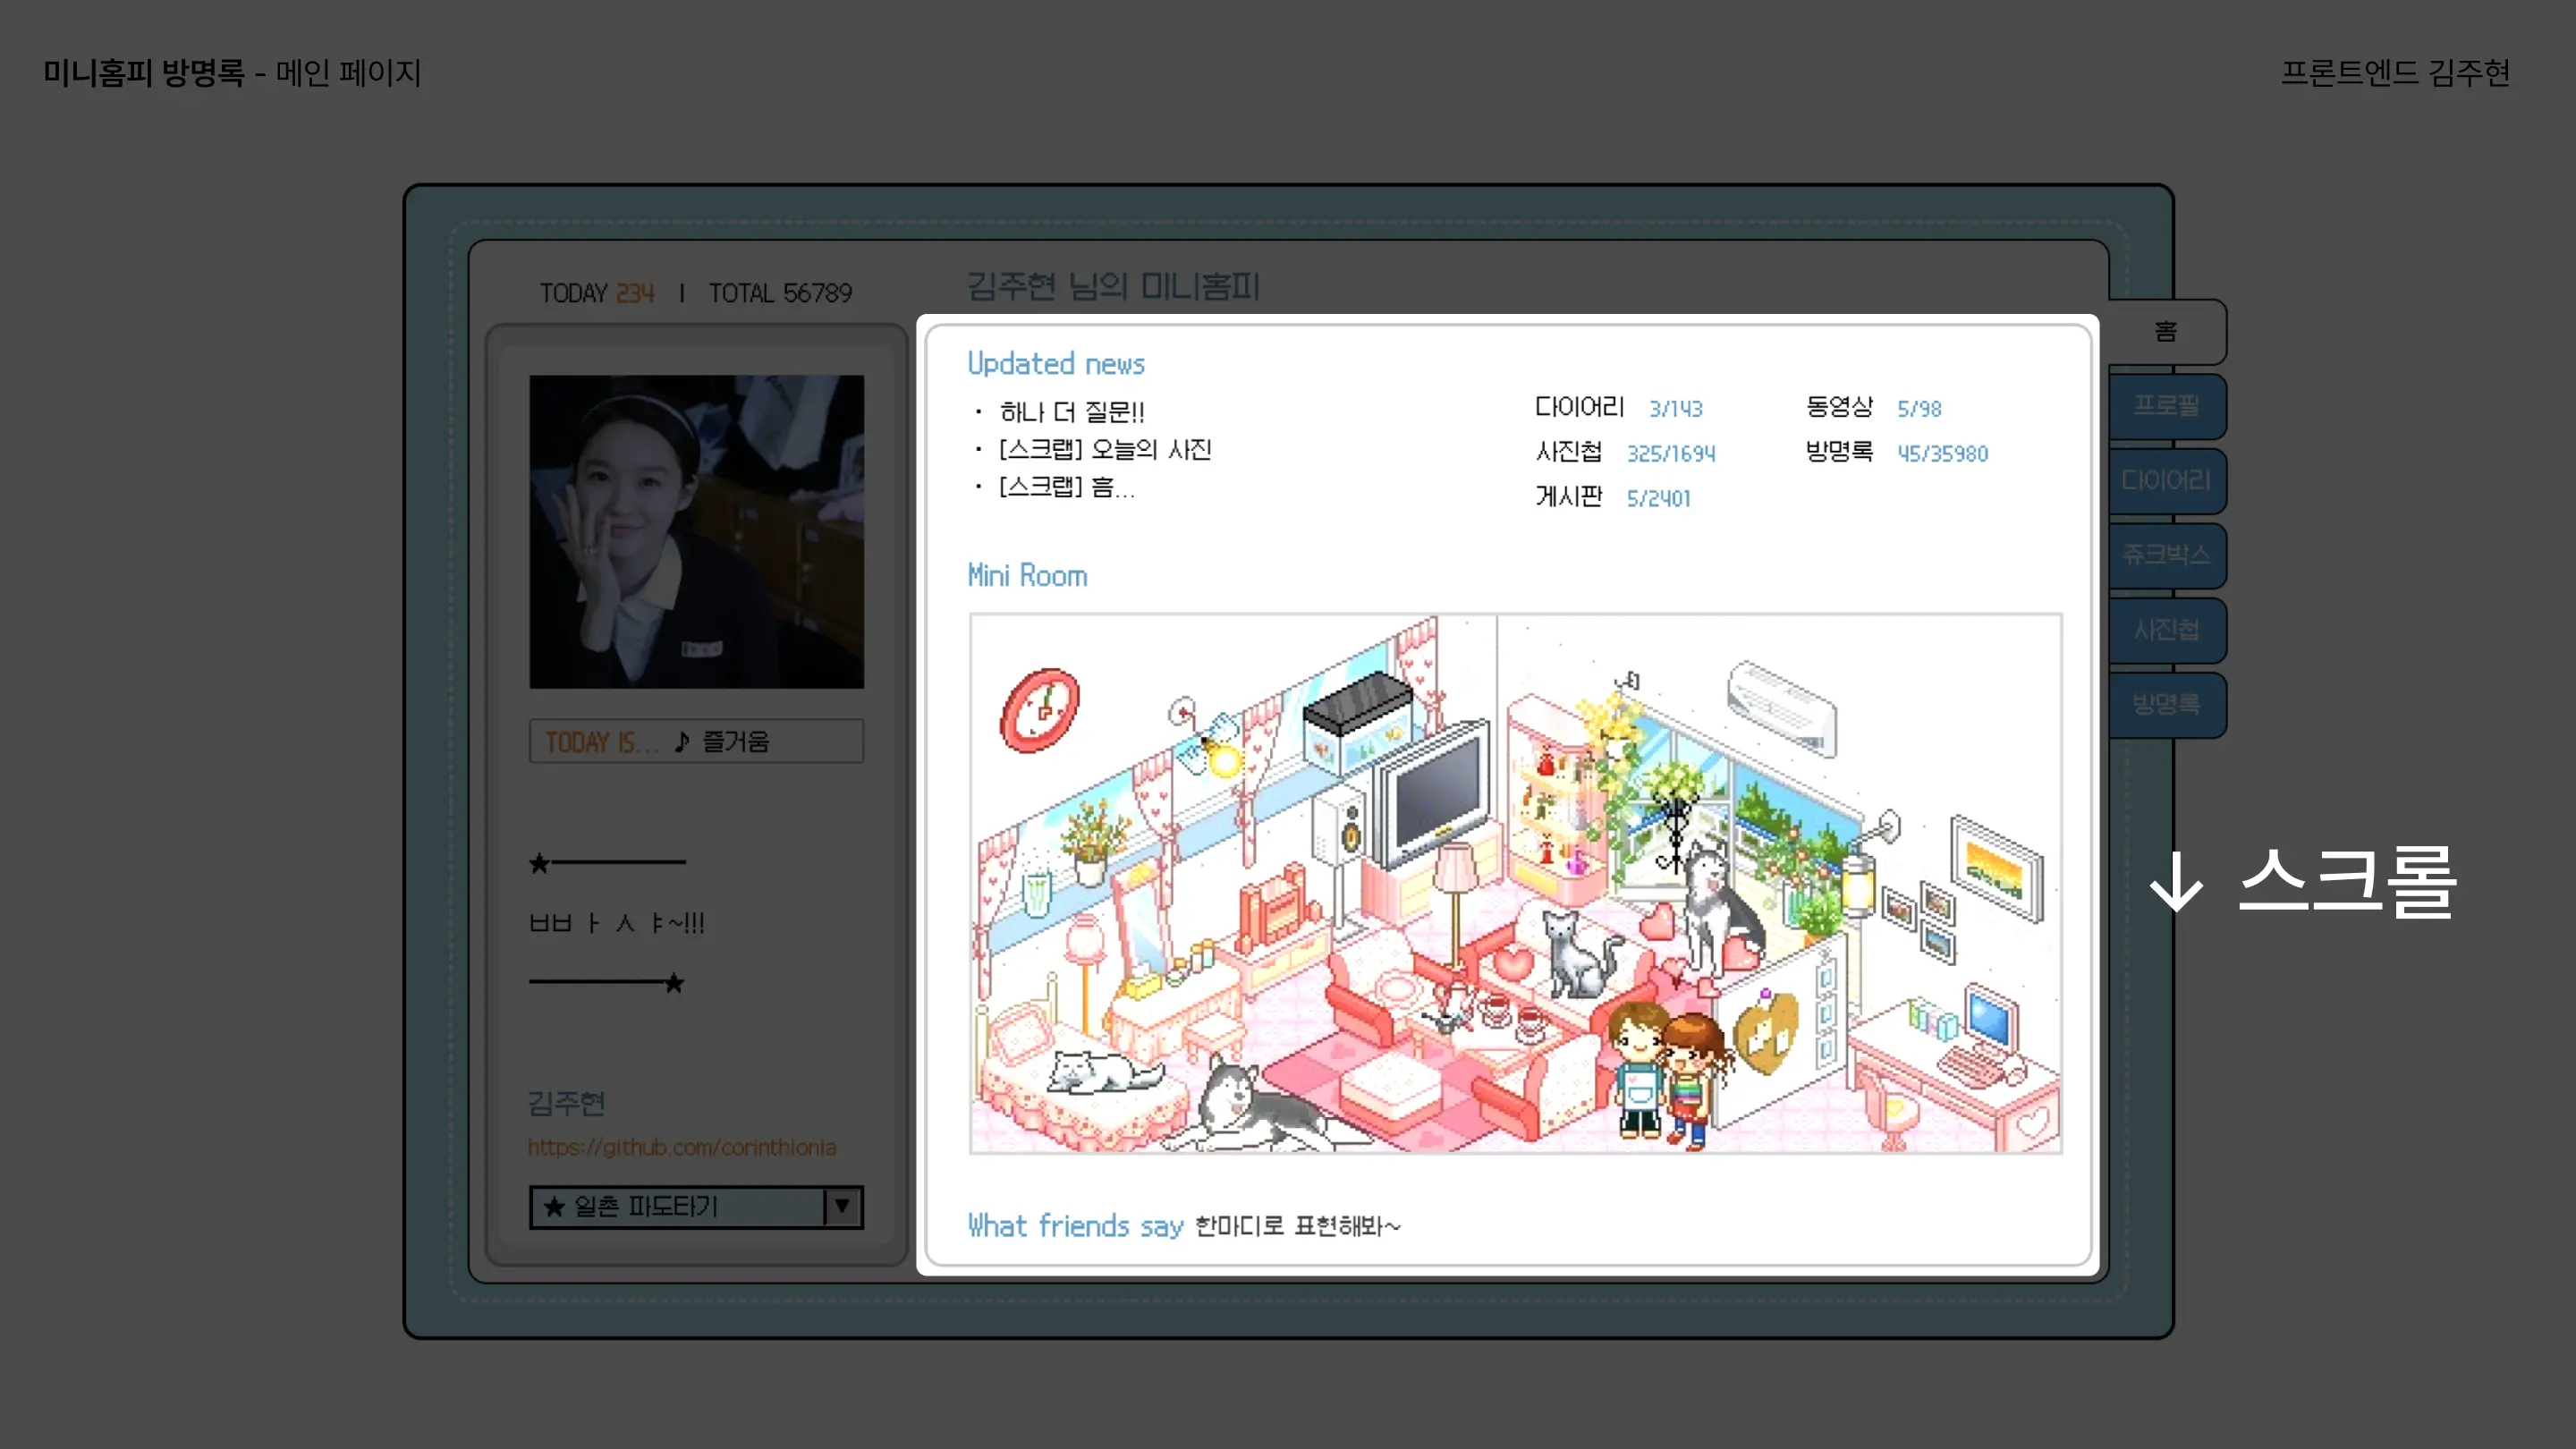 미니홈피 방명록 - 메인 페이지
프론트엔드 김주현
TODAY 234 | TOTAL 56789
김주현 님의 미니홈피
TODAY IS... ♪ 즐거움
★─────
ㅂㅂ ㅏ ㅅ ㅑ~!!!
─────★
김주현
https://github.com/corinthionia
★ 일촌 파도타기 ▼
Updated news
· 하나 더 질문!!
· [스크랩] 오늘의 사진
· [스크랩] 흠...
다이어리 3/143 동영상 5/98
사진첩 325/1694 방명록 45/35980
게시판 5/2401
Mini Room
What friends say 한마디로 표현해봐~
홈
프로필
다이어리
쥬크박스
사진첩
방명록
↓ 스크롤